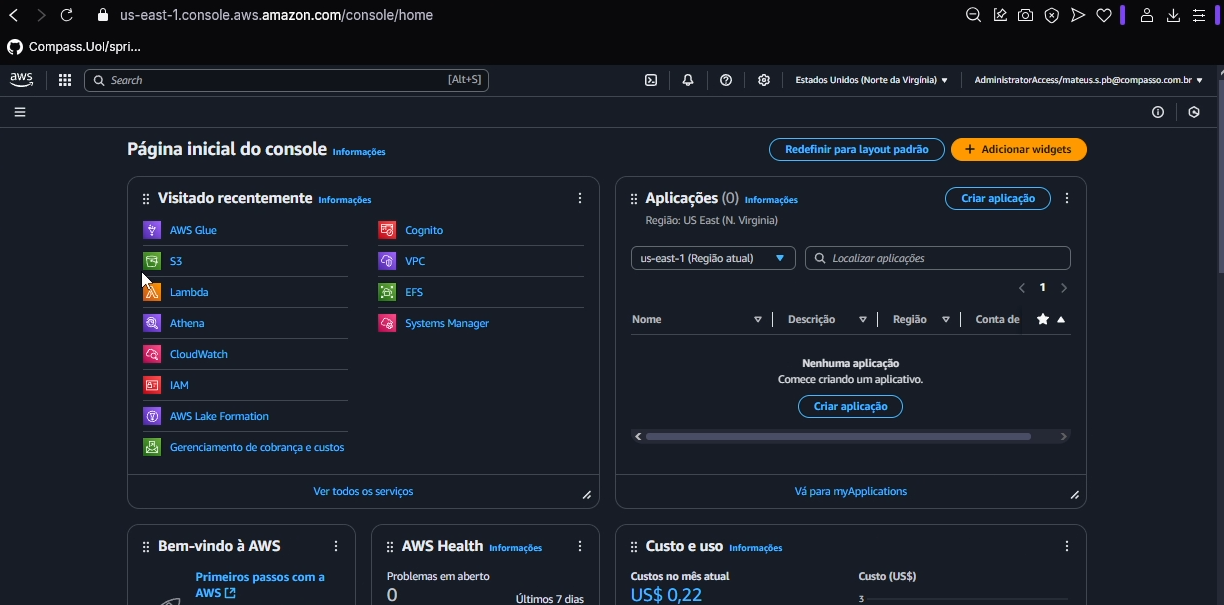 us-east-1.console.aws.amazon.com/console/home
Compass.Uol/spri...
aws
Search
[Alt+S]
Estados Unidos (Norte da Virgínia)
AdministratorAccess/mateus.s.pb@compasso.com.br
Página inicial do console Informações
Redefinir para layout padrão
+ Adicionar widgets
Visitado recentemente Informações
AWS Glue
S3
Lambda
Athena
CloudWatch
IAM
AWS Lake Formation
Gerenciamento de cobrança e custos
Cognito
VPC
EFS
Systems Manager
Ver todos os serviços
Aplicações (0) Informações
Criar aplicação
Região: US East (N. Virginia)
us-east-1 (Região atual)
Localizar aplicações
1
Nome
Descrição
Região
Conta de
Nenhuma aplicação
Comece criando um aplicativo.
Criar aplicação
Vá para myApplications
Bem-vindo à AWS
Primeiros passos com a
AWS
AWS Health Informações
Problemas em aberto
0
Últimos 7 dias
Custo e uso Informações
Custos no mês atual
US$ 0,22
Custo (US$)
3